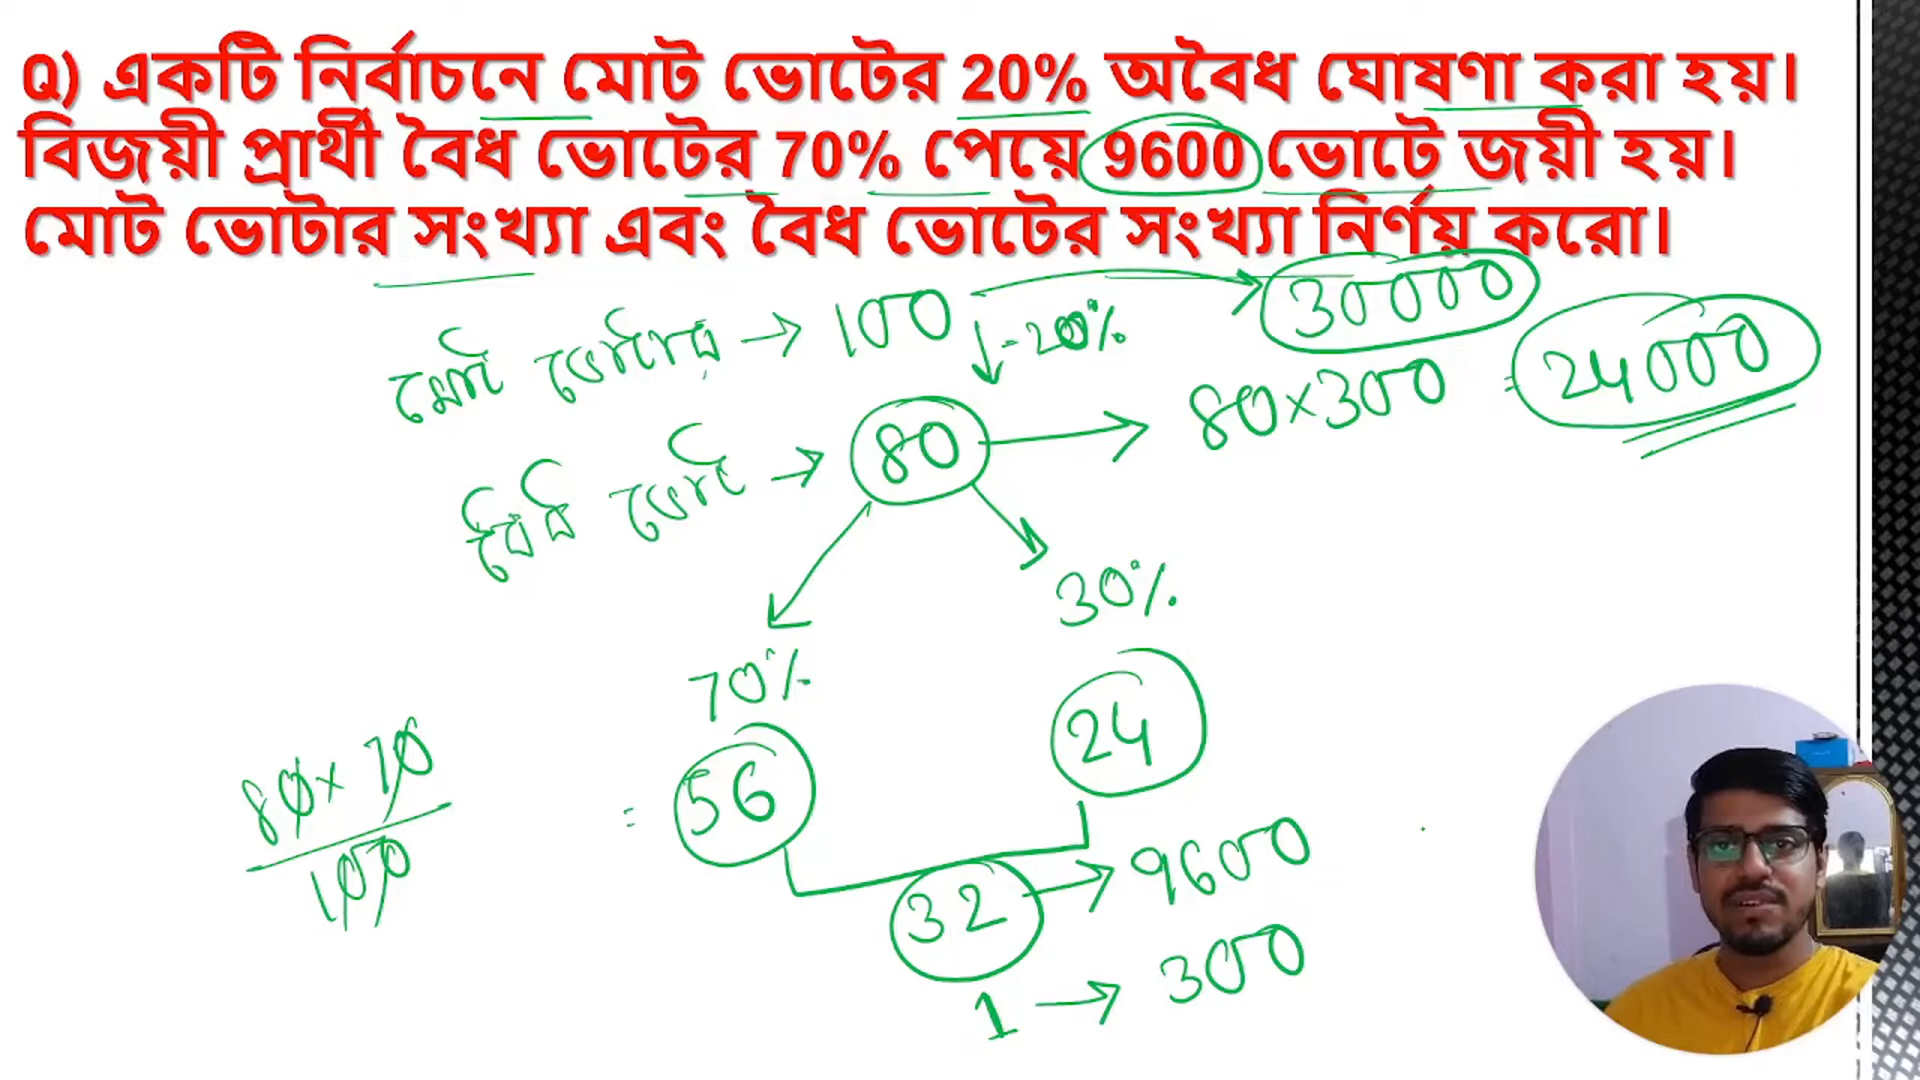 Q) একটি নির্বাচনে মোট ভোটের 20% অবৈধ ঘোষণা করা হয়।
বিজয়ী প্রার্থী বৈধ ভোটের 70% পেয়ে 9600 ভোটে জয়ী হয়।
মোট ভোটার সংখ্যা এবং বৈধ ভোটের সংখ্যা নির্ণয় করো।
মোট ভোটার → 100 → 30000
↓ -20%
বৈধ ভোট → 80 → 80×300 = 24000
70% 30%
80×70/100 = 56 24
32 → 9600
1 → 300